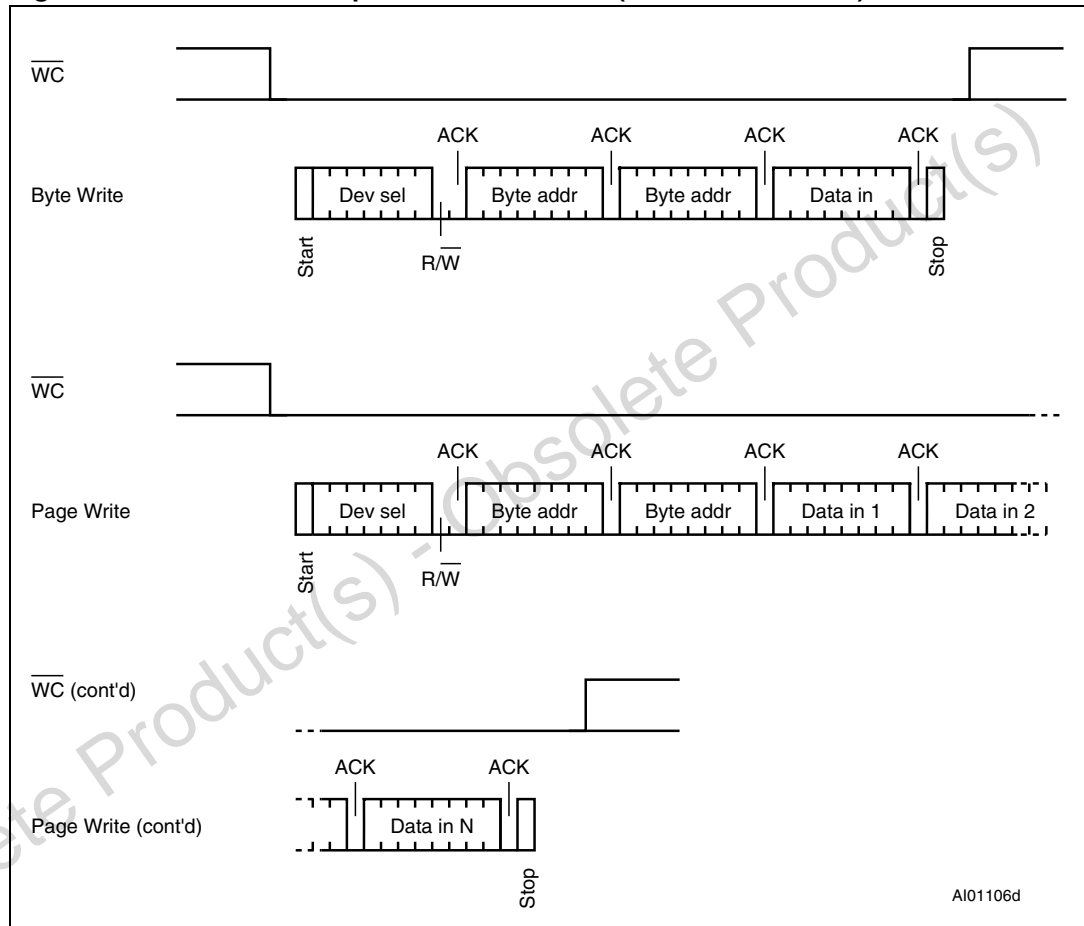 WC
ACK ACK ACK ACK
Byte Write
Dev sel Byte addr Byte addr Data in
Start R/W Stop
WC
ACK ACK ACK ACK
Page Write
Dev sel Byte addr Byte addr Data in 1 Data in 2
Start R/W
WC (cont'd)
ACK ACK
Page Write (cont'd)
Data in N
Stop
AI01106d
ete Product(s) - Obsolete Product(s)